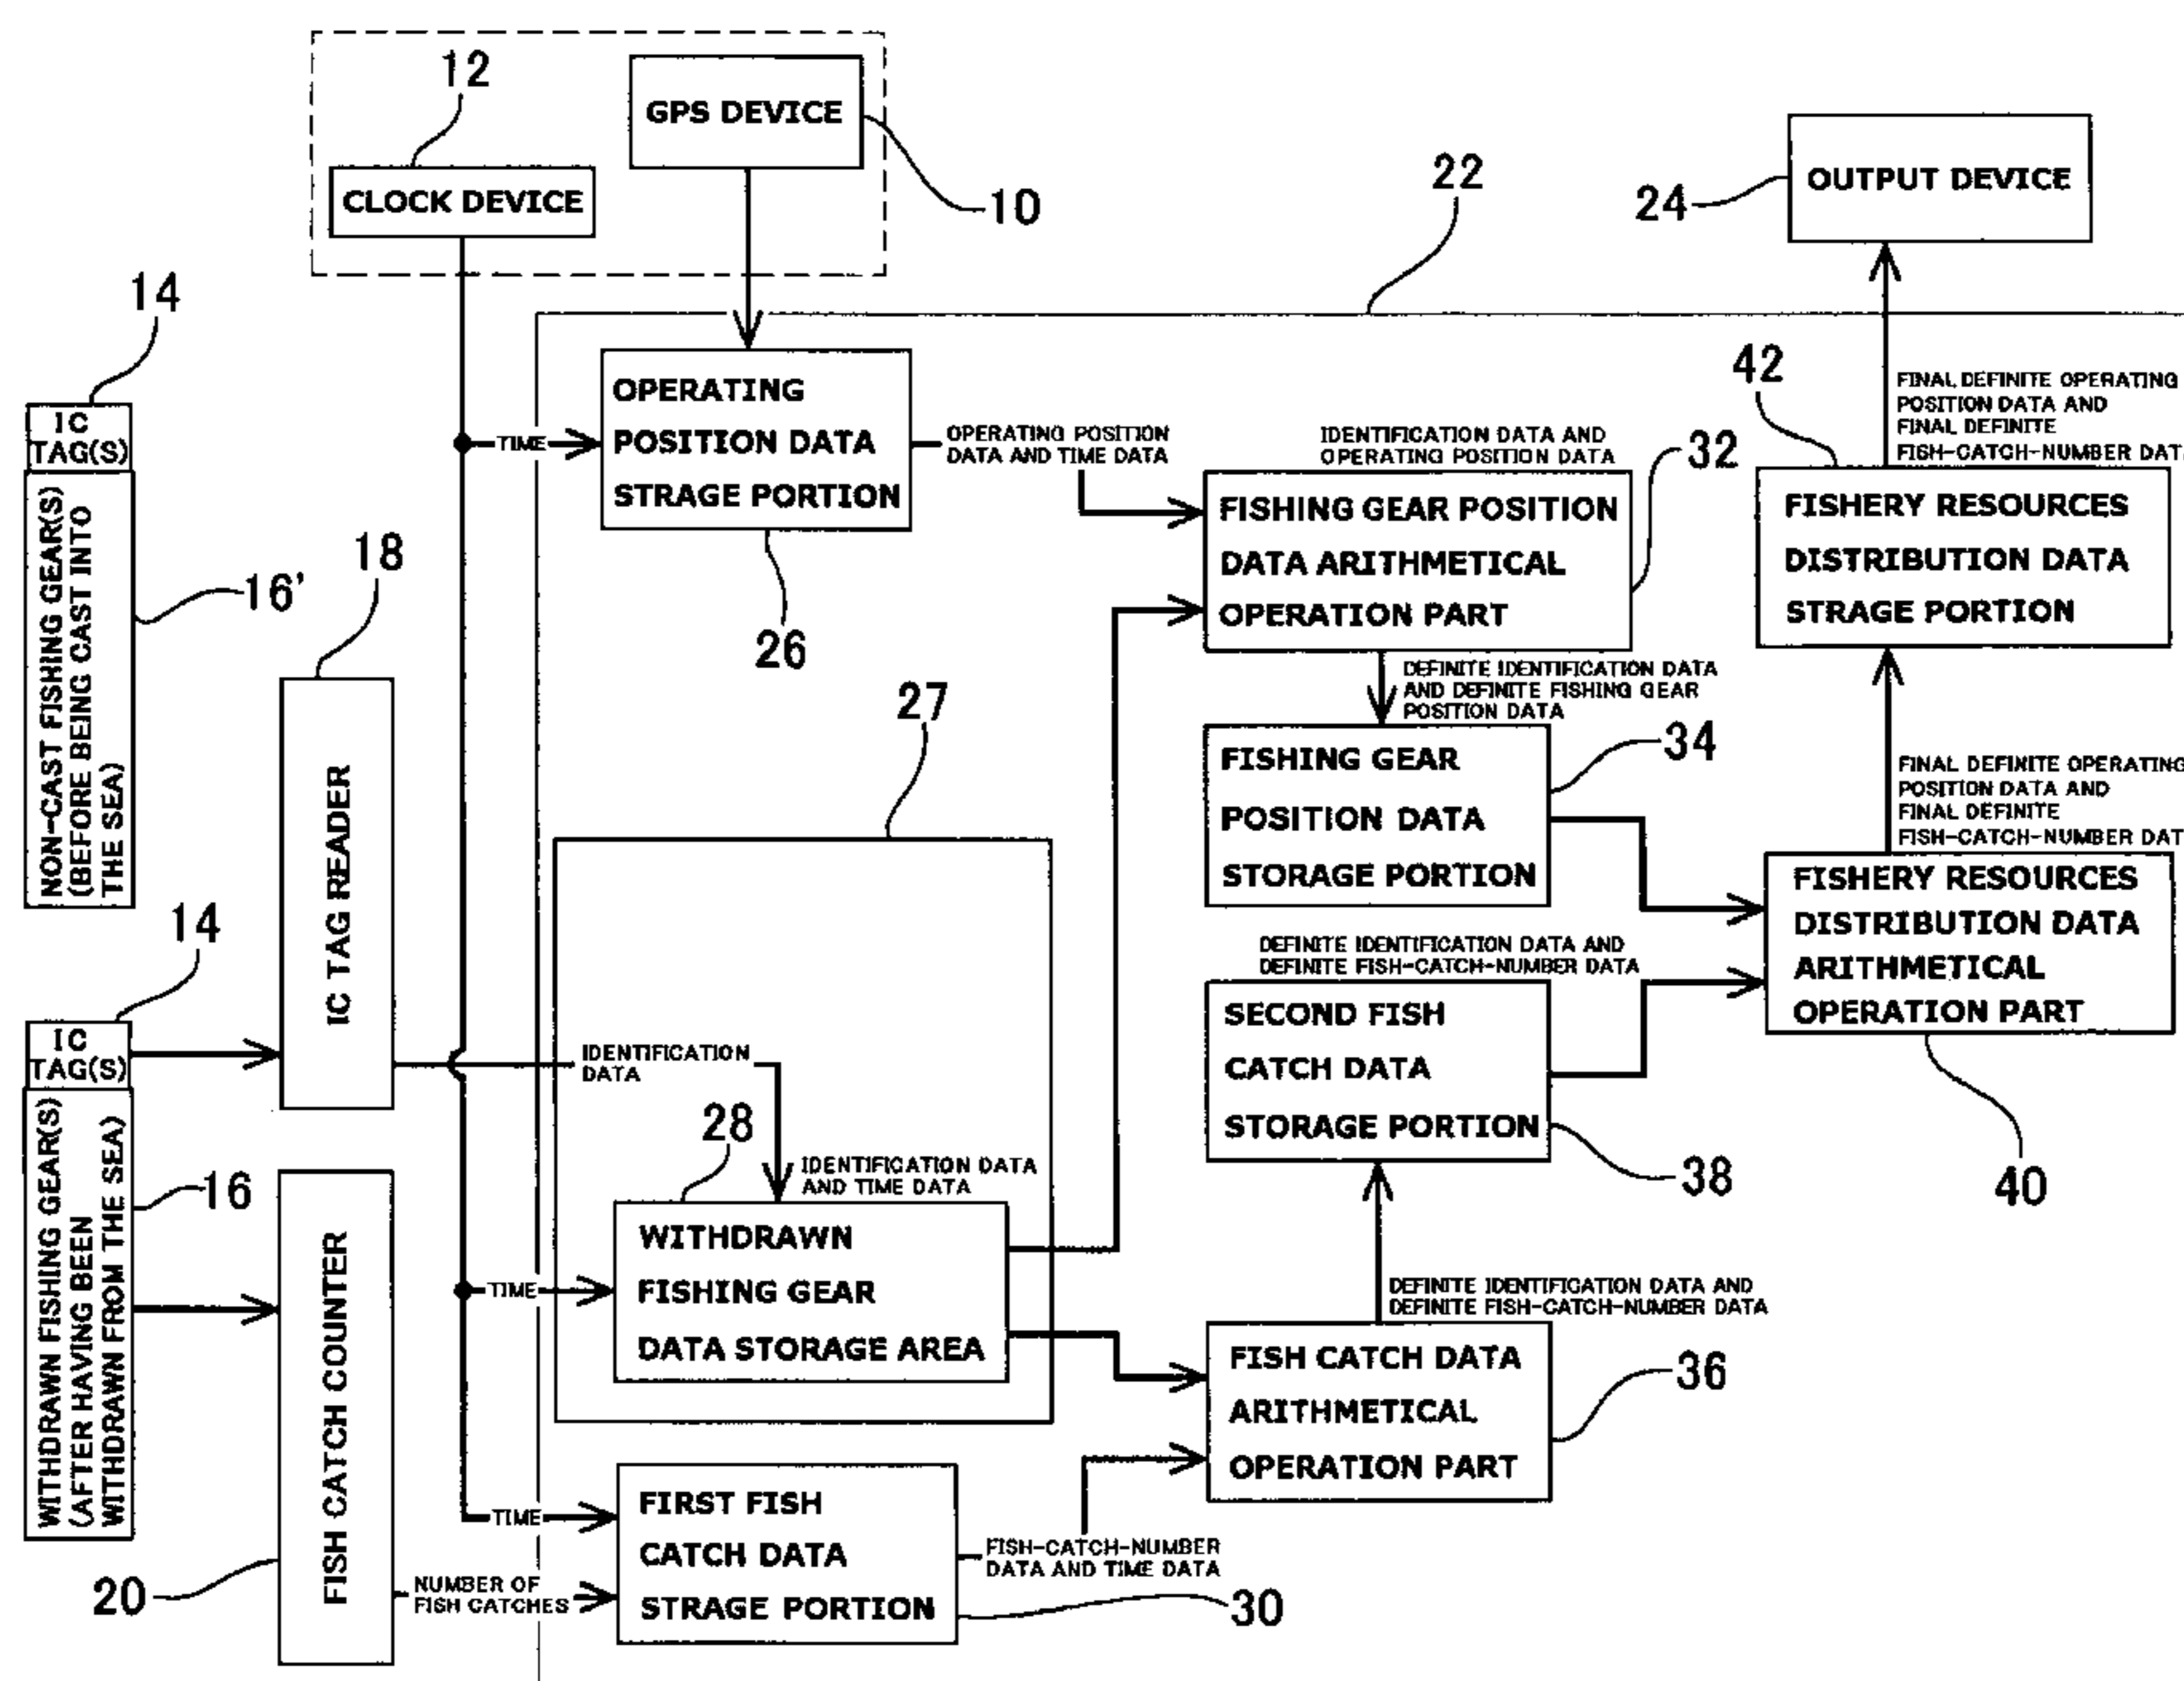 12
GPS DEVICE
CLOCK DEVICE
10
22
24
OUTPUT DEVICE
14
IC
TAG(S)
NON-CAST FISHING GEAR(S)
(BEFORE BEING CAST INTO
THE SEA)
16'
18
IC TAG READER
TIME
OPERATING
POSITION DATA
STRAGE PORTION
26
OPERATING POSITION
DATA AND TIME DATA
IDENTIFICATION DATA AND
OPERATING POSITION DATA
32
FISHING GEAR POSITION
DATA ARITHMETICAL
OPERATION PART
42
FINAL DEFINITE OPERATING
POSITION DATA AND
FINAL DEFINITE
FISH-CATCH-NUMBER DAT
FISHERY RESOURCES
DISTRIBUTION DATA
STRAGE PORTION
DEFINITE IDENTIFICATION DATA
AND DEFINITE FISHING GEAR
POSITION DATA
27
34
FISHING GEAR
POSITION DATA
STORAGE PORTION
FINAL DEFINITE OPERATING
POSITION DATA AND
FINAL DEFINITE
FISH-CATCH-NUMBER DAT
FISHERY RESOURCES
DISTRIBUTION DATA
ARITHMETICAL
OPERATION PART
40
DEFINITE IDENTIFICATION DATA AND
DEFINITE FISH-CATCH-NUMBER DATA
SECOND FISH
CATCH DATA
STORAGE PORTION
38
14
IC
TAG(S)
WITHDRAWN FISHING GEAR(S)
(AFTER HAVING BEEN
WITHDRAWN FROM THE SEA)
16
IDENTIFICATION
DATA
28
IDENTIFICATION DATA
AND TIME DATA
TIME
WITHDRAWN
FISHING GEAR
DATA STORAGE AREA
DEFINITE IDENTIFICATION DATA AND
DEFINITE FISH-CATCH-NUMBER DATA
FISH CATCH DATA
ARITHMETICAL
OPERATION PART
36
FISH CATCH COUNTER
20
TIME
NUMBER OF
FISH CATCHES
FIRST FISH
CATCH DATA
STRAGE PORTION
FISH-CATCH-NUMBER
DATA AND TIME DATA
30